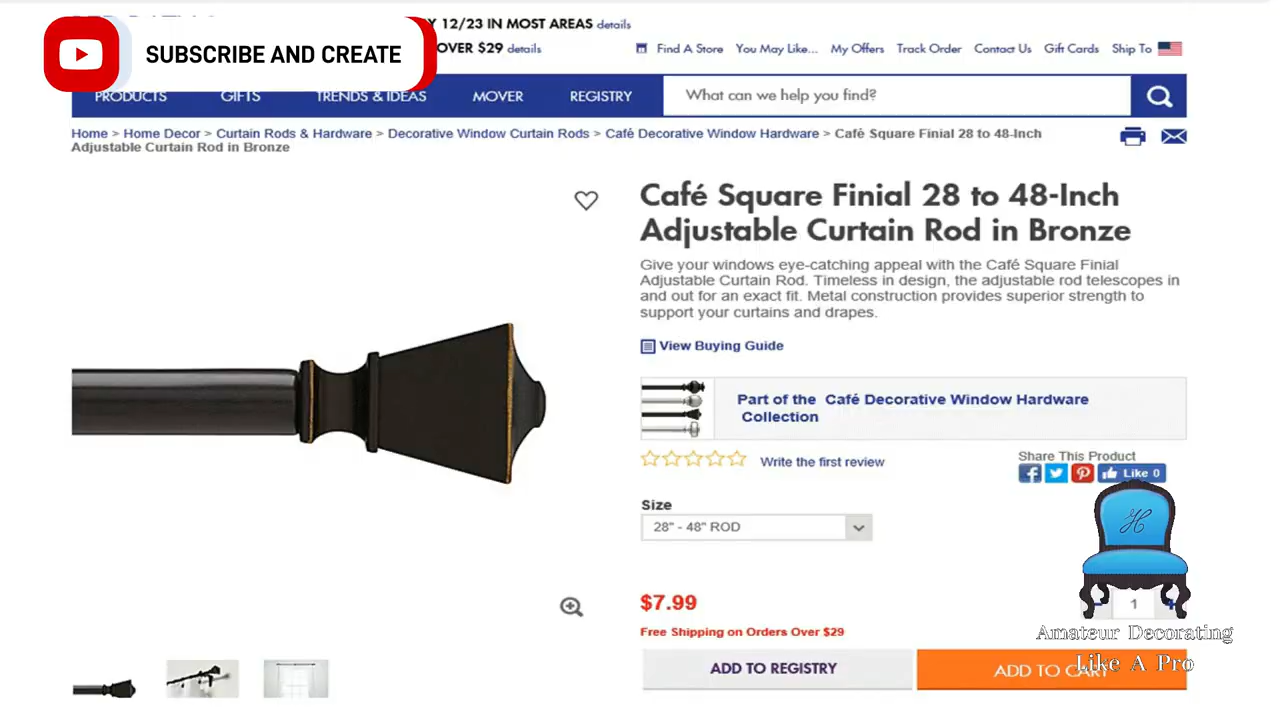 Y 12/23 IN MOST AREAS details
SUBSCRIBE AND CREATE
OVER $29 details
Find A Store You May Like... My Offers Track Order Contact Us Gift Cards Ship To
PRODUCTS GIFTS TRENDS & IDEAS MOVER REGISTRY What can we help you find?
Home > Home Decor > Curtain Rods & Hardware > Decorative Window Curtain Rods > Café Decorative Window Hardware > Café Square Finial 28 to 48-Inch
Adjustable Curtain Rod in Bronze
Café Square Finial 28 to 48-Inch
Adjustable Curtain Rod in Bronze
Give your windows eye-catching appeal with the Café Square Finial
Adjustable Curtain Rod. Timeless in design, the adjustable rod telescopes in
and out for an exact fit. Metal construction provides superior strength to
support your curtains and drapes.
View Buying Guide
Part of the Café Decorative Window Hardware
Collection
Write the first review
Share This Product
Like 0
Size
28" - 48" ROD
H
$7.99
1
Free Shipping on Orders Over $29
Amateur Decorating
Like A Pro
ADD TO REGISTRY
ADD TO CART